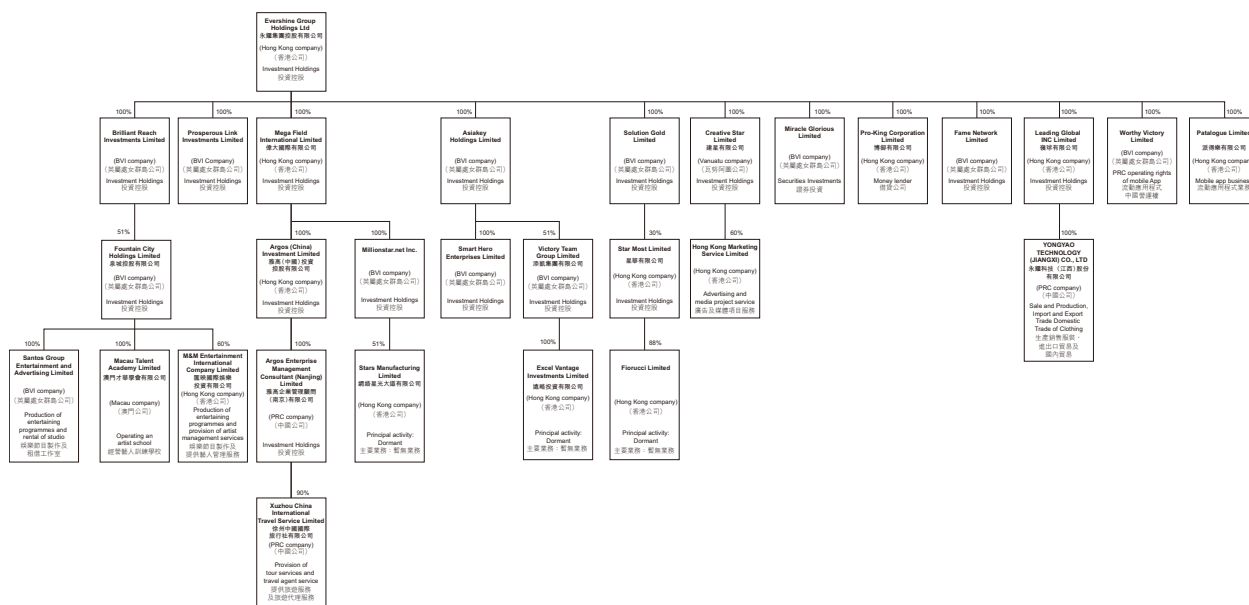 Evershine Group
Holdings Ltd
永耀集團控股有限公司
(Hong Kong company)
(香港公司)
Investment Holdings
投資控股
100%
Brilliant Reach
Investments Limited
(BVI company)
(英屬處女群島公司)
Investment Holdings
投資控股
100%
Prosperous Link
Investments Limited
(BVI Company)
(英屬處女群島公司)
Investment Holdings
投資控股
100%
Mega Field
International Limited
偉大國際有限公司
(Hong Kong company)
(香港公司)
Investment Holdings
投資控股
100%
Asiakey
Holdings Limited
(BVI company)
(英屬處女群島公司)
Investment Holdings
投資控股
100%
Solution Gold
Limited
(BVI company)
(英屬處女群島公司)
Investment Holdings
投資控股
100%
Creative Star
Limited
建星有限公司
(Vanuatu company)
(瓦努阿圖公司)
Investment Holdings
投資控股
100%
Miracle Glorious
Limited
(BVI company)
(英屬處女群島公司)
Securities Investments
證券投資
100%
Pro-King Corporation
Limited
博御有限公司
(Hong Kong company)
(香港公司)
Money lender
借貸公司
100%
Fame Network
Limited
(BVI company)
(英屬處女群島公司)
Investment Holdings
投資控股
100%
Leading Global
INC Limited
(Hong Kong company)
(香港公司)
Investment Holdings
投資控股
100%
Worthy Victory
Limited
(BVI company)
(英屬處女群島公司)
PRC operating rights
of mobile App
流動應用程式
中國營運權
100%
Patalogue Limited
派得樂有限公司
(Hong Kong company)
(香港公司)
Mobile app business
流動應用程式業務
51%
Fountain City
Holdings Limited
泉城控股有限公司
(BVI company)
(英屬處女群島公司)
Investment Holdings
投資控股
100%
Argos (China)
Investment Limited
雅高(中國)投資
控股有限公司
(Hong Kong company)
(香港公司)
Investment Holdings
投資控股
100%
Millionstar.net Inc.
(BVI company)
(英屬處女群島公司)
Investment Holdings
投資控股
100%
Smart Hero
Enterprises Limited
(BVI company)
(英屬處女群島公司)
Investment Holdings
投資控股
51%
Victory Team
Group Limited
添凱集團有限公司
(BVI company)
(英屬處女群島公司)
Investment Holdings
投資控股
30%
Star Most Limited
星華有限公司
(Hong Kong company)
(香港公司)
Investment Holdings
投資控股
60%
Hong Kong Marketing
Service Limited
(Hong Kong company)
(香港公司)
Advertising and
media project service
廣告及媒體項目服務
100%
YONGYAO
TECHNOLOGY
(JIANGXI) CO., LTD
永耀科技(江西)股份
有限公司
(PRC company)
(中國公司)
Sale and Production,
Import and Export
Trade Domestic
Trade of Clothing
生產銷售服裝,
進出口貿易及
國內貿易
100%
Santos Group
Entertainment and
Advertising Limited
(BVI company)
(英屬處女群島公司)
Production of
entertaining
programmes and
rental of studio
娛樂節目製作及
租借工作室
100%
Macau Talent
Academy Limited
澳門才華學會有限公司
(Macau company)
(澳門公司)
Operating an
artist school
經營藝人訓練學校
60%
M&M Entertainment
International
Company Limited
匯映國際娛樂
投資有限公司
(Hong Kong company)
(香港公司)
Production of
entertaining
programmes and
provision of artist
management services
娛樂節目製作及
提供藝人管理服務
100%
Argos Enterprise
Management
Consultant (Nanjing)
Limited
雅高企業管理顧問
(南京)有限公司
(PRC company)
(中國公司)
Investment Holdings
投資控股
51%
Stars Manufacturing
Limited
網絡星光大道有限公司
(Hong Kong company)
(香港公司)
Principal activity:
Dormant
主要業務:暫無業務
100%
Excel Vantage
Investments Limited
(Hong Kong company)
(香港公司)
Principal activity:
Dormant
主要業務:暫無業務
88%
Fiorucci Limited
(Hong Kong company)
(香港公司)
Principal activity:
Dormant
主要業務:暫無業務
90%
Xuzhou China
International
Travel Service Limited
徐州中國國際
旅行社有限公司
(PRC company)
(中國公司)
Provision of
tour services and
travel agent service
提供旅遊服務
及旅遊代理服務